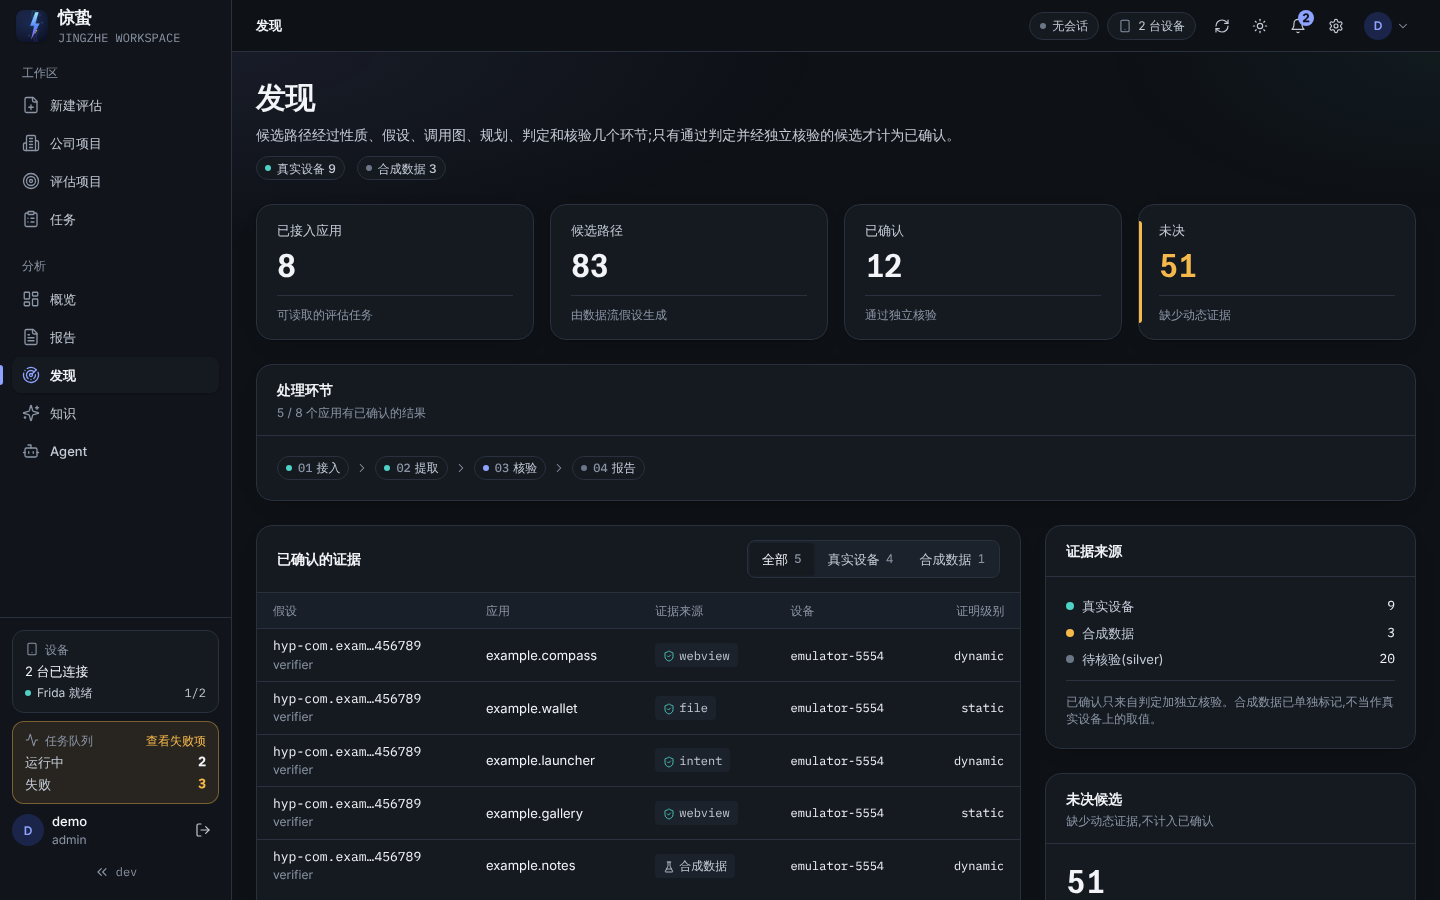 惊蛰
JINGZHE WORKSPACE
工作区
新建评估
公司项目
评估项目
任务
分析
概览
报告
发现
知识
Agent
设备
2 台已连接
Frida 就绪 1/2
任务队列 查看失败项
运行中 2
失败 3
D demo
admin
dev
发现
无会话 2 台设备 2 D
发现
候选路径经过性质、假设、调用图、规划、判定和核验几个环节;只有通过判定并经独立核验的候选才计为已确认。
真实设备 9 合成数据 3
已接入应用
8
可读取的评估任务
候选路径
83
由数据流假设生成
已确认
12
通过独立核验
未决
51
缺少动态证据
处理环节
5 / 8 个应用有已确认的结果
01 接入 02 提取 03 核验 04 报告
已确认的证据 全部 5 真实设备 4 合成数据 1
假设 应用 证据来源 设备 证明级别
hyp-com.exam…456789 example.compass webview emulator-5554 dynamic
verifier
hyp-com.exam…456789 example.wallet file emulator-5554 static
verifier
hyp-com.exam…456789 example.launcher intent emulator-5554 dynamic
verifier
hyp-com.exam…456789 example.gallery webview emulator-5554 static
verifier
hyp-com.exam…456789 example.notes 合成数据 emulator-5554 dynamic
verifier
证据来源
真实设备 9
合成数据 3
待核验(silver) 20
已确认只来自判定加独立核验。合成数据已单独标记,不当作真
实设备上的取值。
未决候选
缺少动态证据,不计入已确认
51